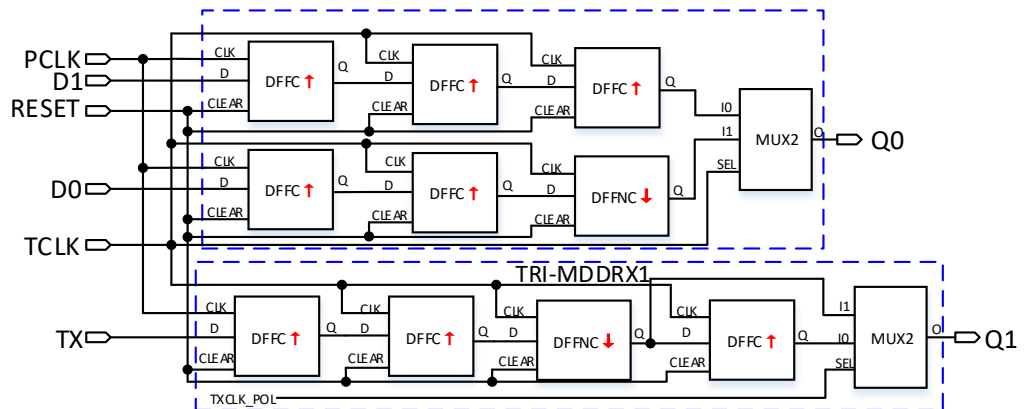 PCLK
D1
RESET
D0
TCLK
TX
CLK
D
CLEAR
DFFC
Q
CLK
D
CLEAR
DFFC
Q
CLK
D
CLEAR
DFFC
Q
I0
I1
SEL
MUX2
O
Q0
CLK
D
CLEAR
DFFC
Q
CLK
D
CLEAR
DFFC
Q
CLK
D
CLEAR
DFFNC
Q
TRI-MDDRX1
CLK
D
CLEAR
DFFC
Q
CLK
D
CLEAR
DFFC
Q
CLK
D
CLEAR
DFFNC
Q
CLK
D
CLEAR
DFFC
Q
I1
I0
SEL
MUX2
O
Q1
TXCLK_POL